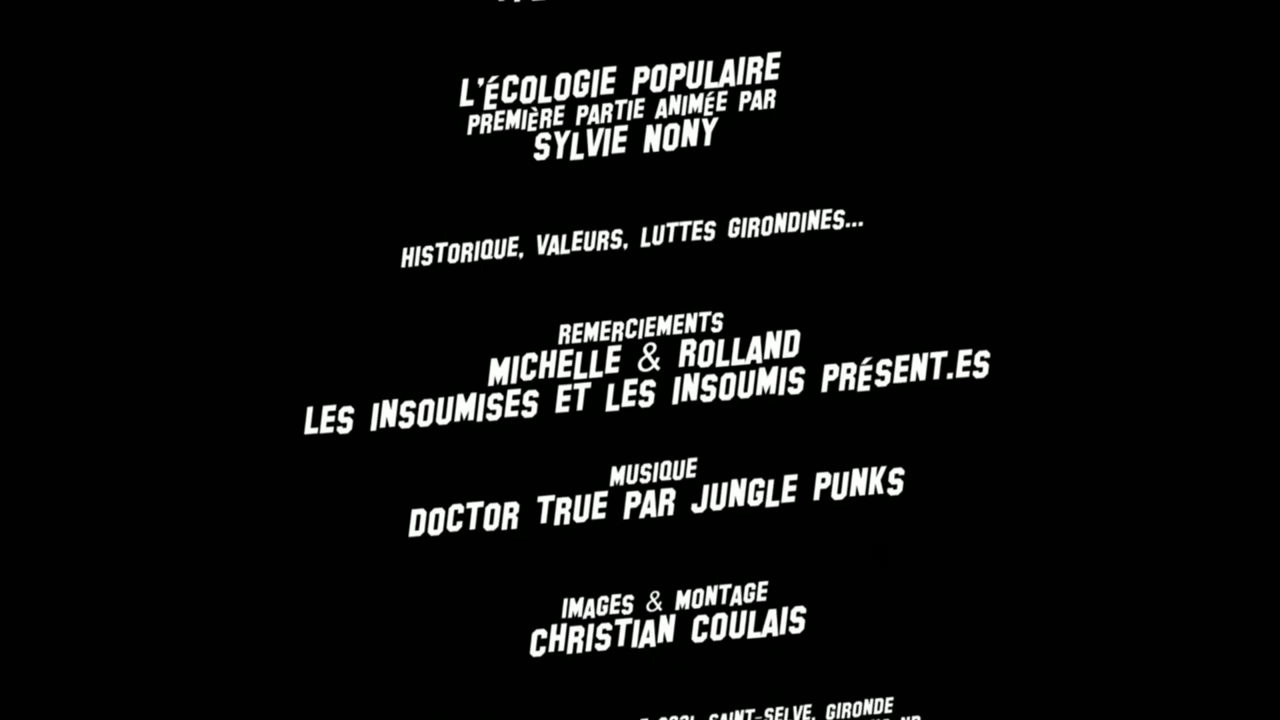 L'ÉCOLOGIE POPULAIRE
PREMIÈRE PARTIE ANIMÉE PAR
SYLVIE NONY
HISTORIQUE, VALEURS, LUTTES GIRONDINES...
REMERCIEMENTS
MICHELLE & ROLLAND
LES INSOUMISES ET LES INSOUMIS PRÉSENT.ES
MUSIQUE
DOCTOR TRUE PAR JUNGLE PUNKS
IMAGES & MONTAGE
CHRISTIAN COULAIS
SAINT-SELVE, GIRONDE